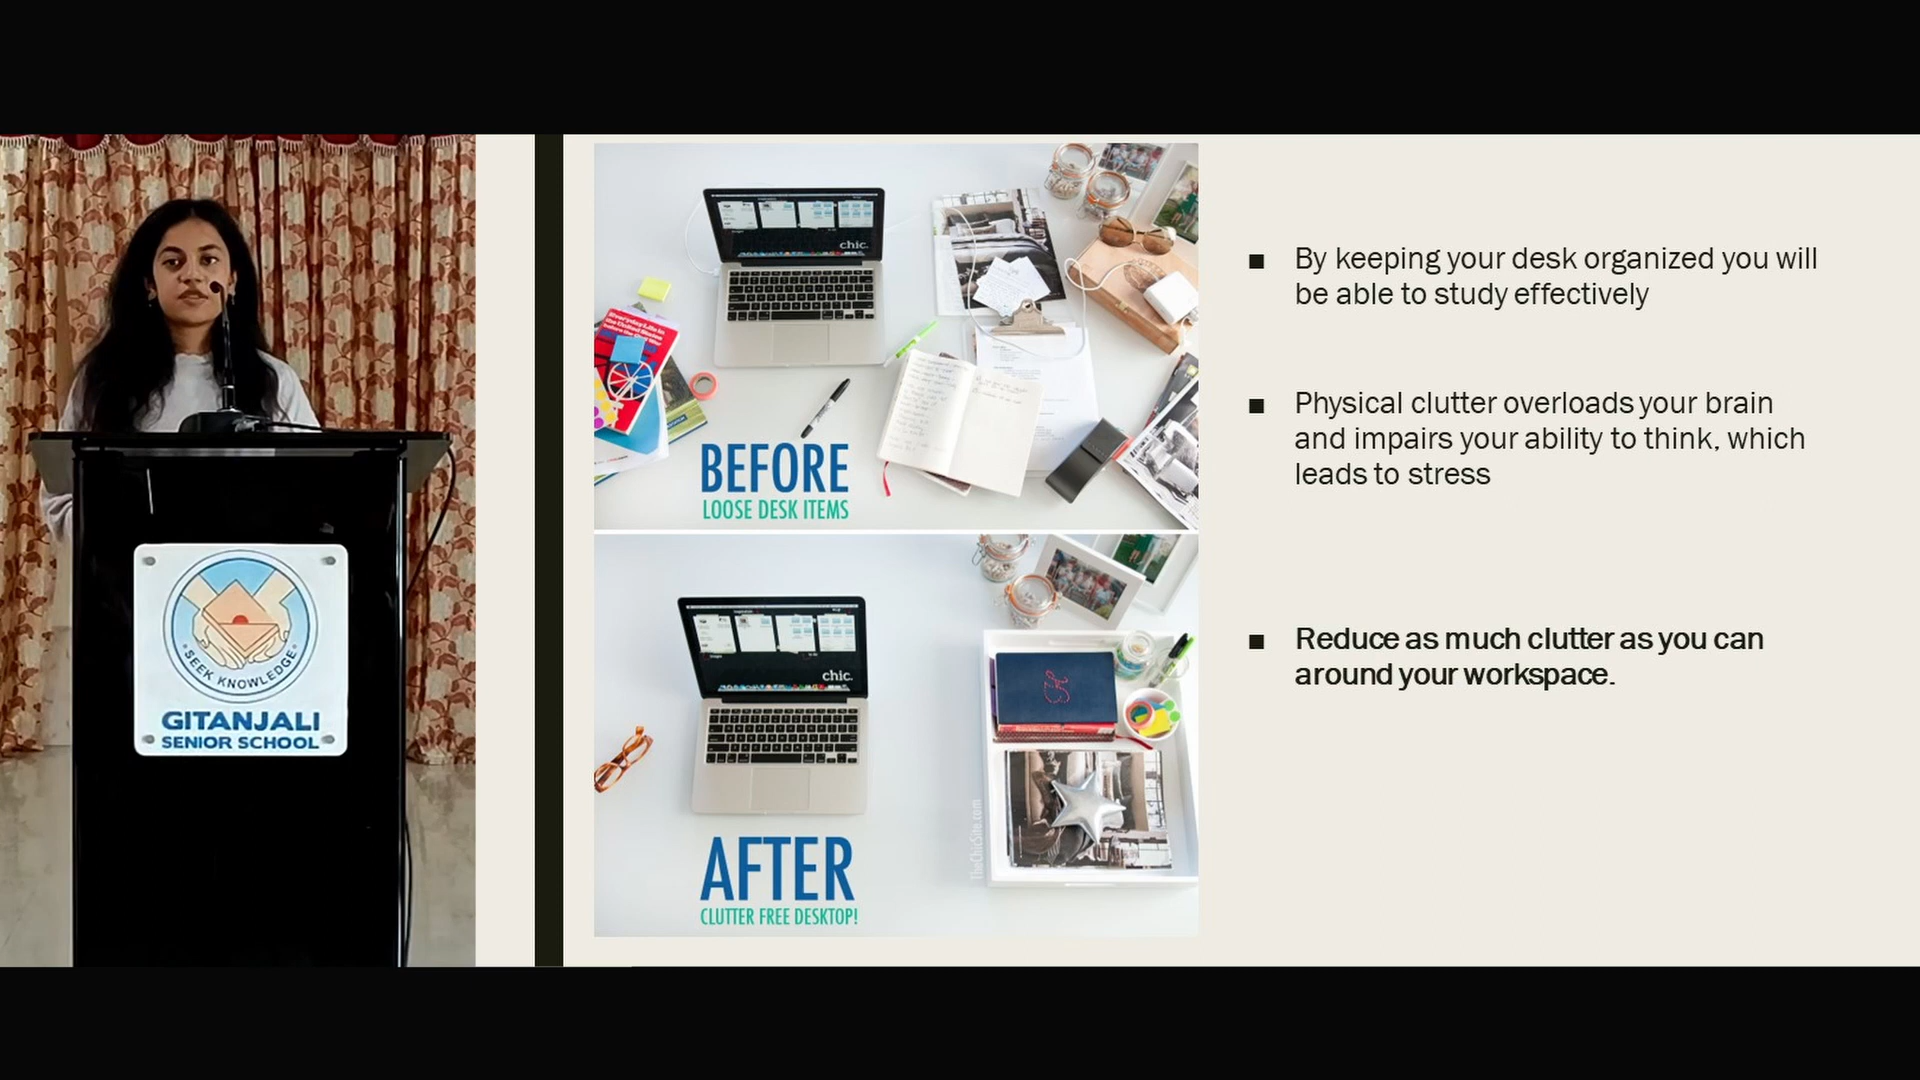 SEEK KNOWLEDGE
GITANJALI
SENIOR SCHOOL
chic.
BEFORE
LOOSE DESK ITEMS
chic.
TheChicSite.com
AFTER
CLUTTER FREE DESKTOP!
■ By keeping your desk organized you will
be able to study effectively
■ Physical clutter overloads your brain
and impairs your ability to think, which
leads to stress
■ Reduce as much clutter as you can
around your workspace.